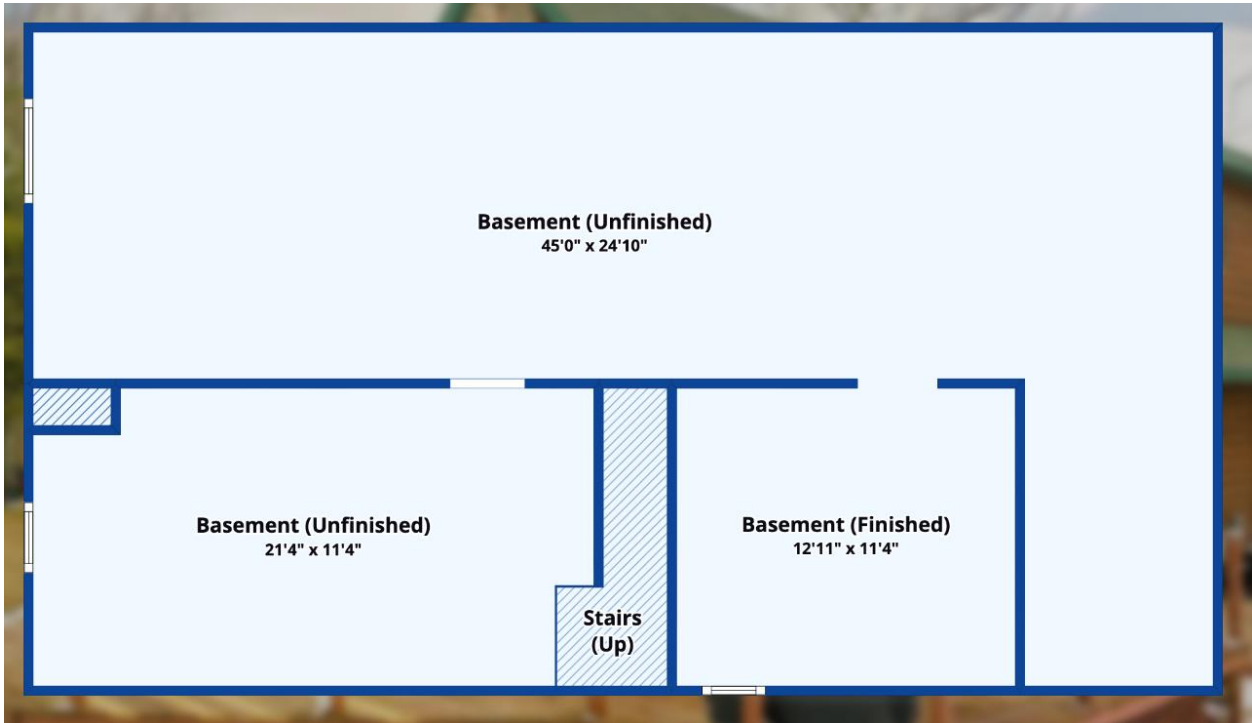 Basement (Unfinished)
45'0" x 24'10"
Basement (Unfinished)
21'4" x 11'4"
Basement (Finished)
12'11" x 11'4"
Stairs
(Up)